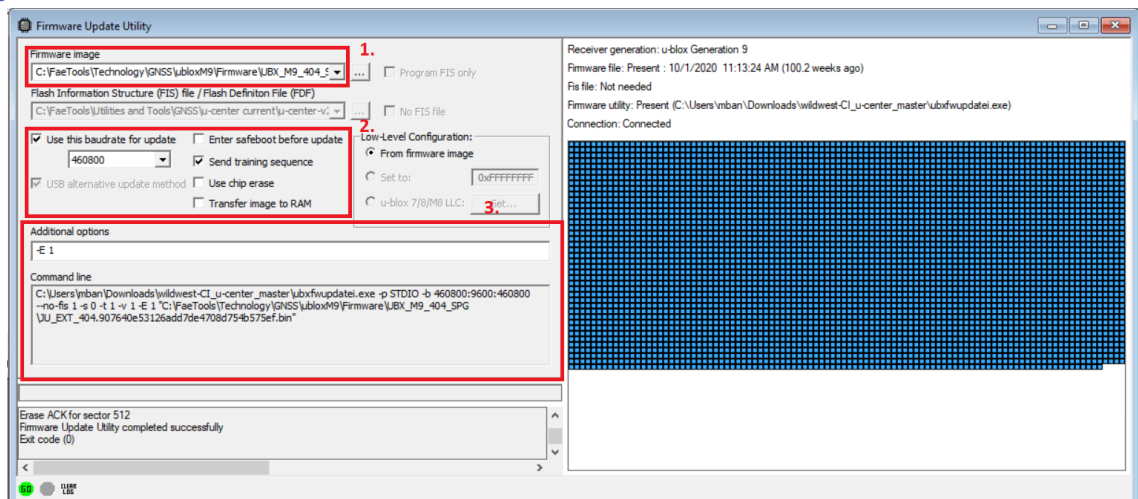 Firmware Update Utility
1.
Firmware image
C:\FaeTools\Technology\GNSS\ubloxM9\Firmware\UBX_M9_404_S
...
Program FIS only
Flash Information Structure (FIS) file / Flash Definiton File (FDF)
C:\FaeTools\Utilities and Tools\GNSS\u-center current\u-center-v
...
No FIS file
2.
Use this baudrate for update
Enter safeboot before update
460800
Send training sequence
USB alternative update method
Use chip erase
Transfer image to RAM
Low-Level Configuration:
From firmware image
Set to:
0xFFFFFFFF
u-blox 7/8/M8 LLC:
Set...
3.
Additional options
-E 1
Command line
C:\Users\mban\Downloads\wildwest-CI_u-center_master\ubxfwupdatei.exe -p STDIO -b 460800:9600:460800
--no-fis 1 -s 0 -t 1 -v 1 -E 1 "C:\FaeTools\Technology\GNSS\ubloxM9\Firmware\UBX_M9_404_SPG
\JU_EXT_404.907640e53126add7de4708d754b575ef.bin"
Erase ACK for sector 512
Firmware Update Utility completed successfully
Exit code (0)
GO
CLEAR
LOG
Receiver generation: u-blox Generation 9
Firmware file: Present : 10/1/2020 11:13:24 AM (100.2 weeks ago)
Fis file: Not needed
Firmware utility: Present (C:\Users\mban\Downloads\wildwest-CI_u-center_master\ubxfwupdatei.exe)
Connection: Connected